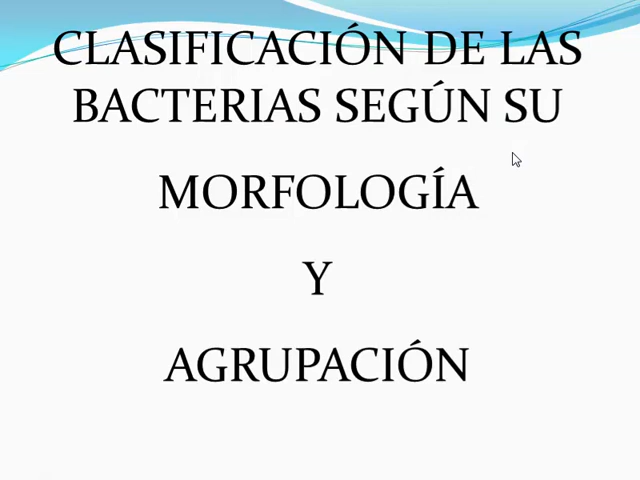 CLASIFICACIÓN DE LAS
BACTERIAS SEGÚN SU
MORFOLOGÍA
Y
AGRUPACIÓN